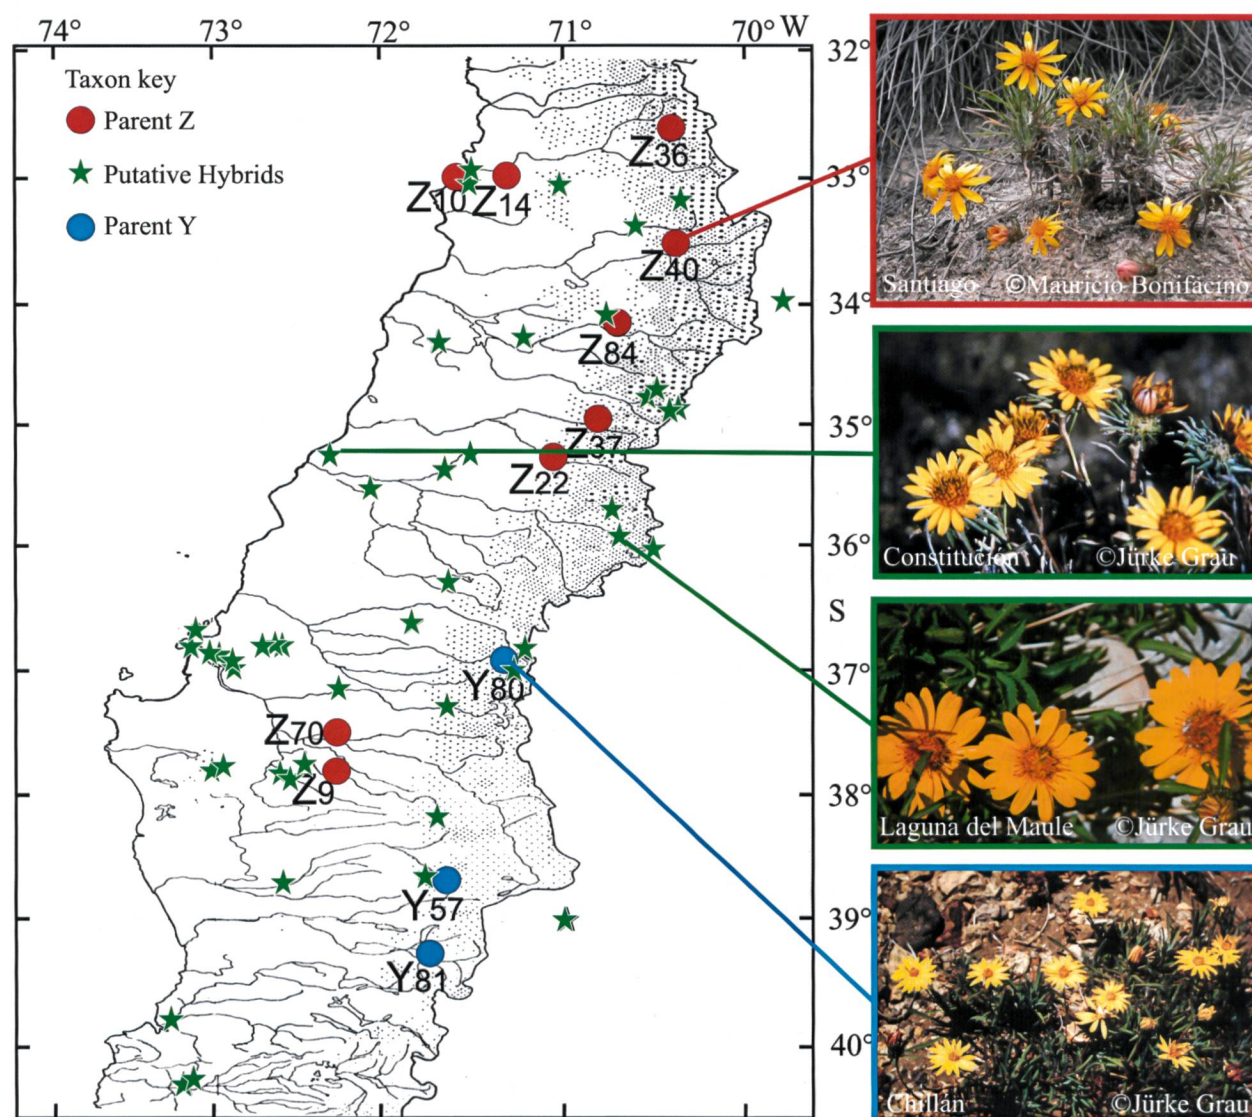 74° 73° 72° 71° 70° W
Taxon key
Parent Z
Putative Hybrids
Parent Y
32°
33°
34°
35°
36°
S
37°
38°
39°
40°
Z36
Z10 Z14
Z40
Z84
Z37
Z22
Y80
Z70
Z9
Y57
Y81
Santiago ©Mauricio Bonifacino
Constitución ©Jürke Grau
Laguna del Maule ©Jürke Grau
Chillán ©Jürke Grau